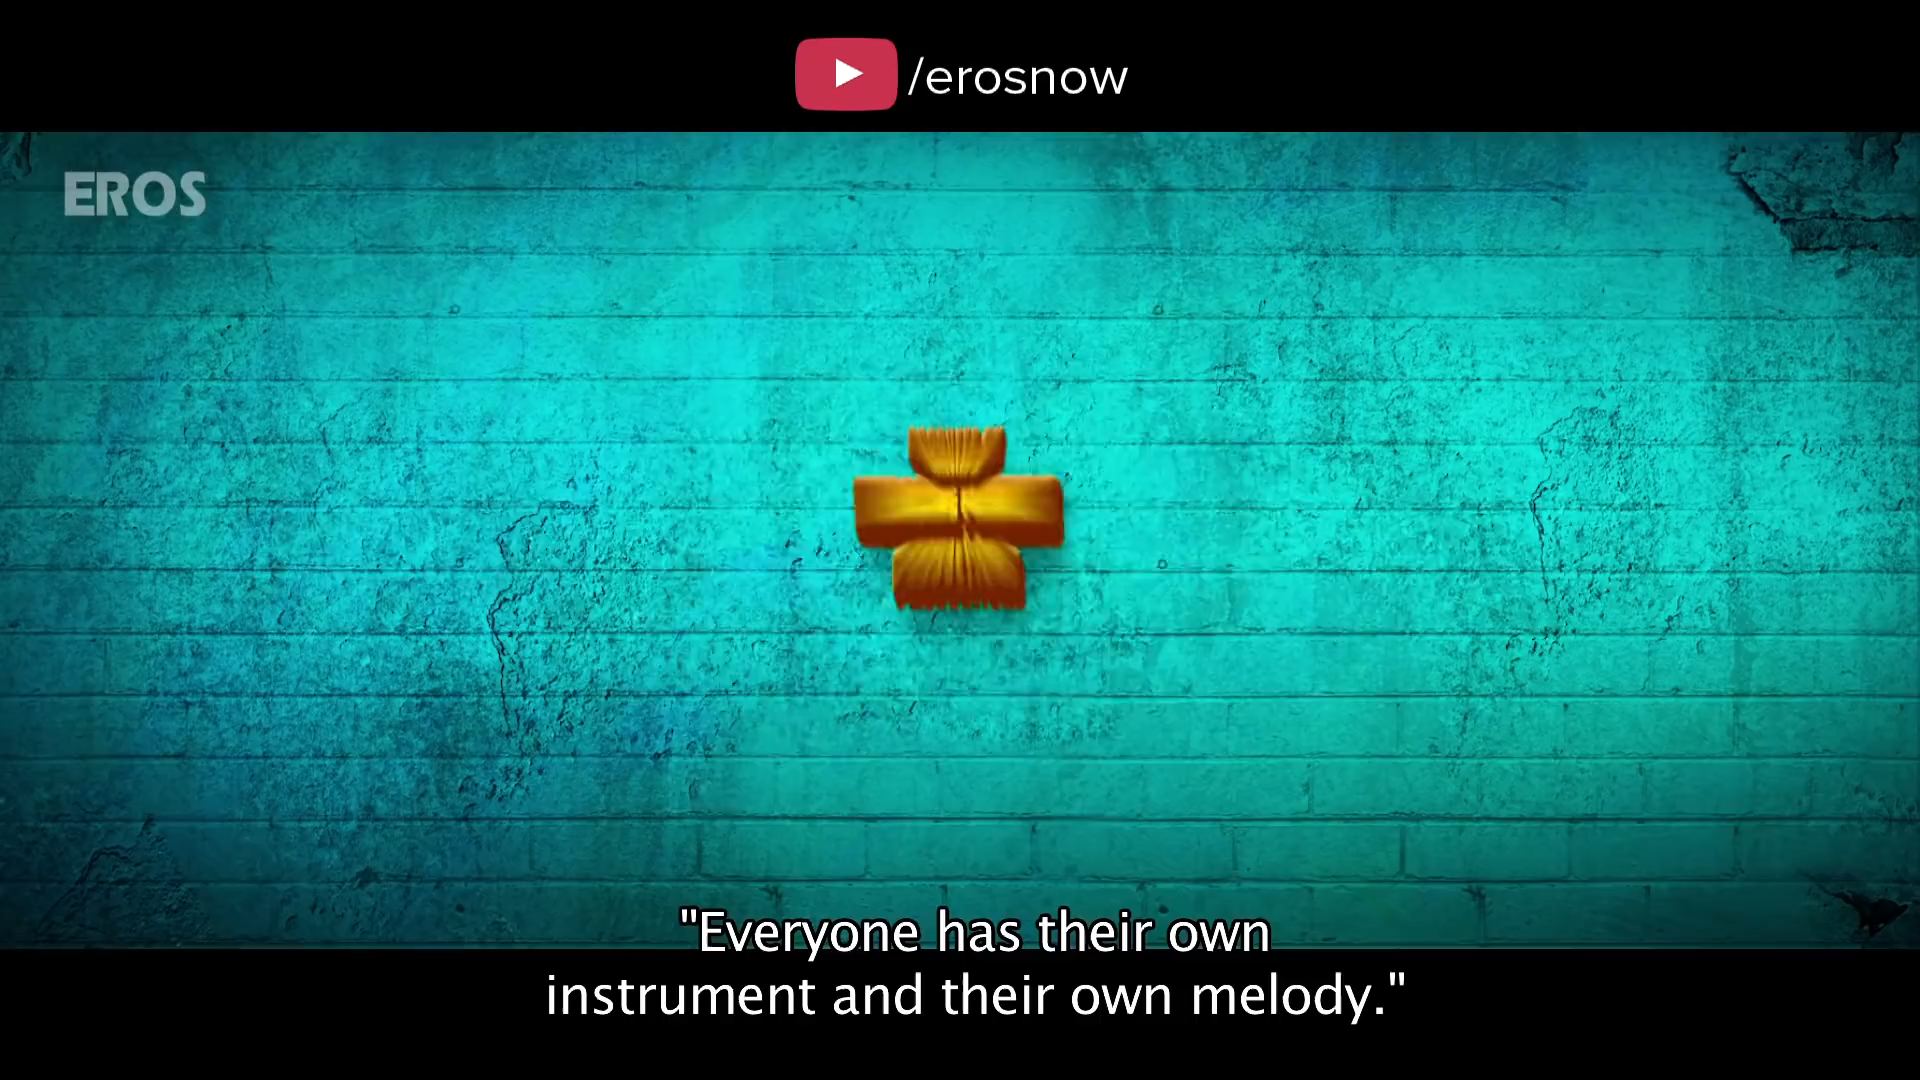 /erosnow
EROS
"Everyone has their own
instrument and their own melody."